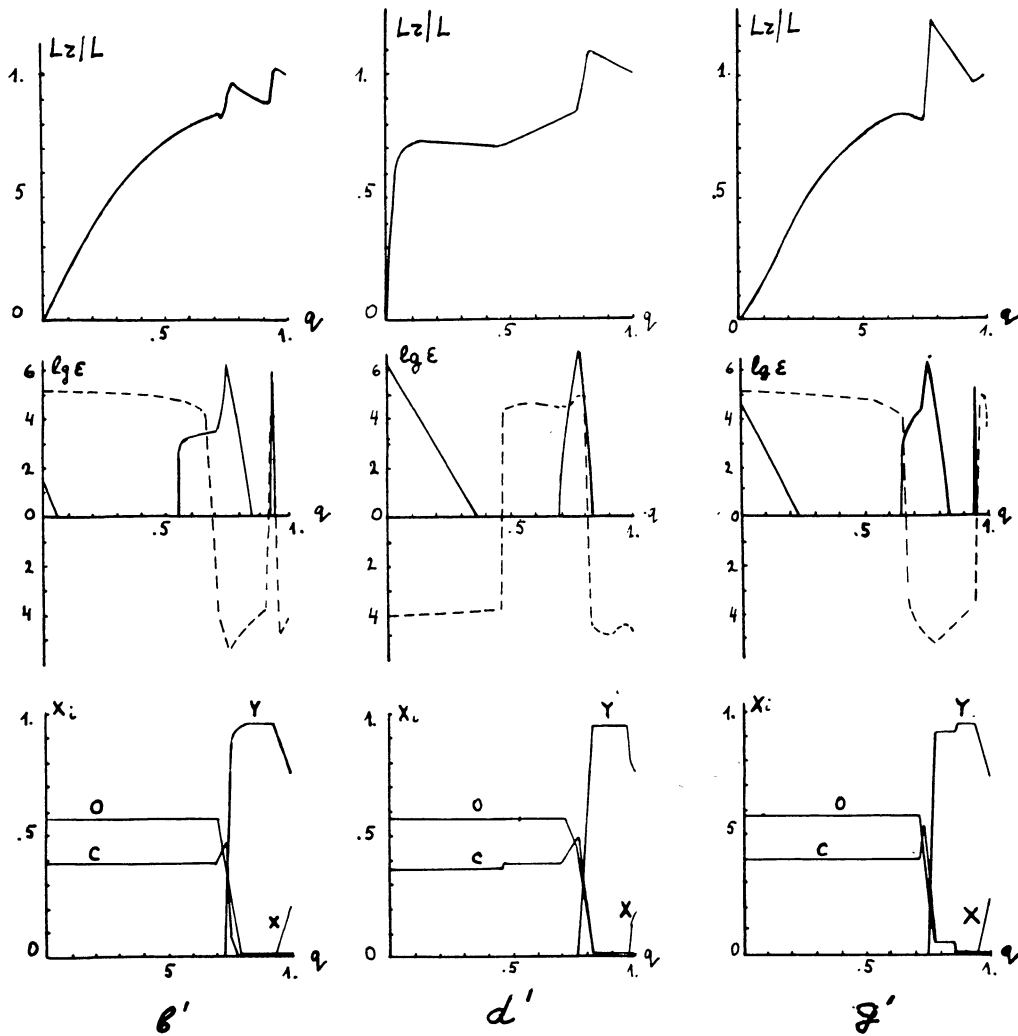 Lz/L Lz/L Lz/L
1. 1. 1.
5 .5 .5
0 0 0
.5 1. q .5 1. q 0 .5 1. q
lg ε lg ε lg ε
6 6 6
4 4 4
2 2 2
0 .5 1. q 0 .5 1. q 0 .5 1. q
2 2 2
4 4 4
Xi Y Xi Y Xi Y
1. 1. 1.
O O O
.5 .5 5
C C C
X X X
0 0 0
5 1. q .5 1. q .5 1. q
б' d' g'